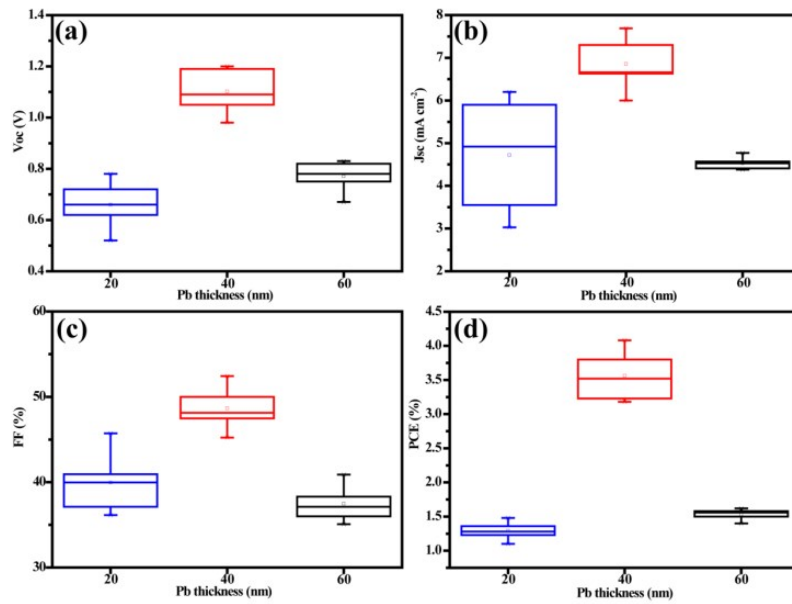 (a)
1.4
1.2
1.0
0.8
0.6
0.4
Voc (V)
20 40 60
Pb thickness (nm)
(b)
8
7
6
5
4
3
2
Jsc (mA cm⁻²)
20 40 60
Pb thickness (nm)
(c)
60
50
40
30
FF (%)
20 40 60
Pb thickness (nm)
(d)
4.5
4.0
3.5
3.0
2.5
2.0
1.5
1.0
PCE (%)
20 40 60
Pb thickness (nm)